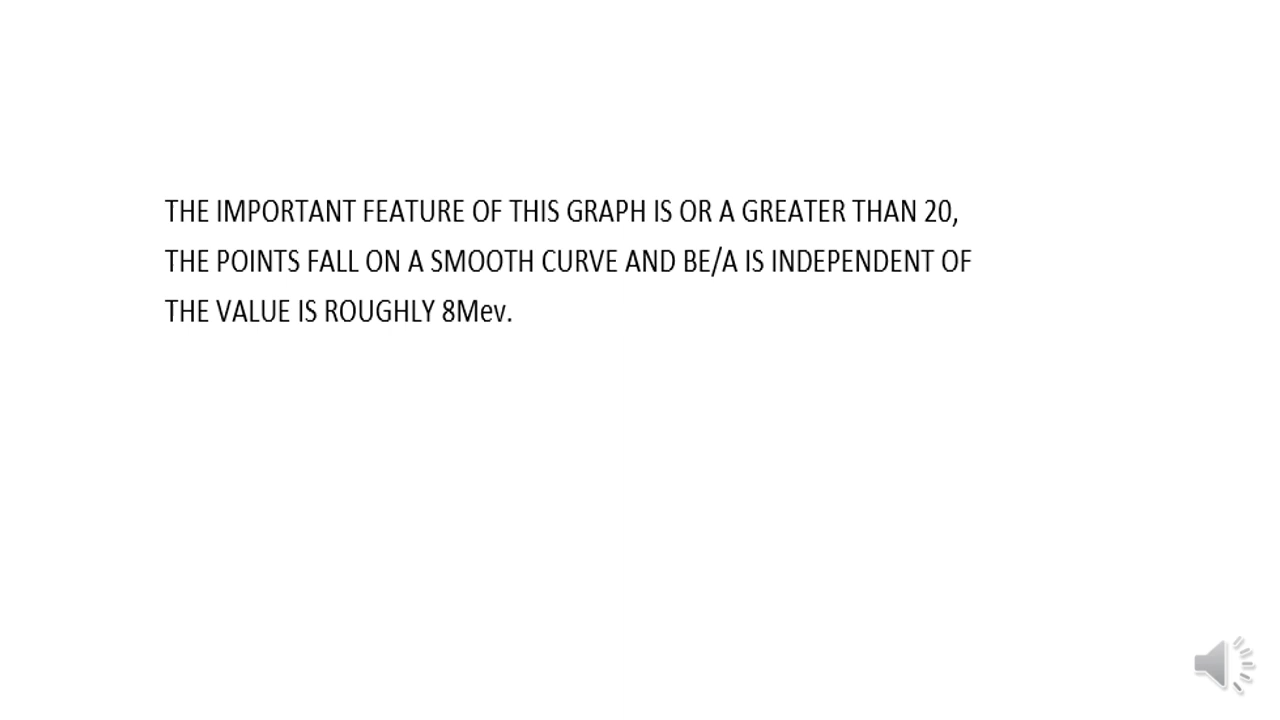 THE IMPORTANT FEATURE OF THIS GRAPH IS OR A GREATER THAN 20,
THE POINTS FALL ON A SMOOTH CURVE AND BE/A IS INDEPENDENT OF
THE VALUE IS ROUGHLY 8Mev.